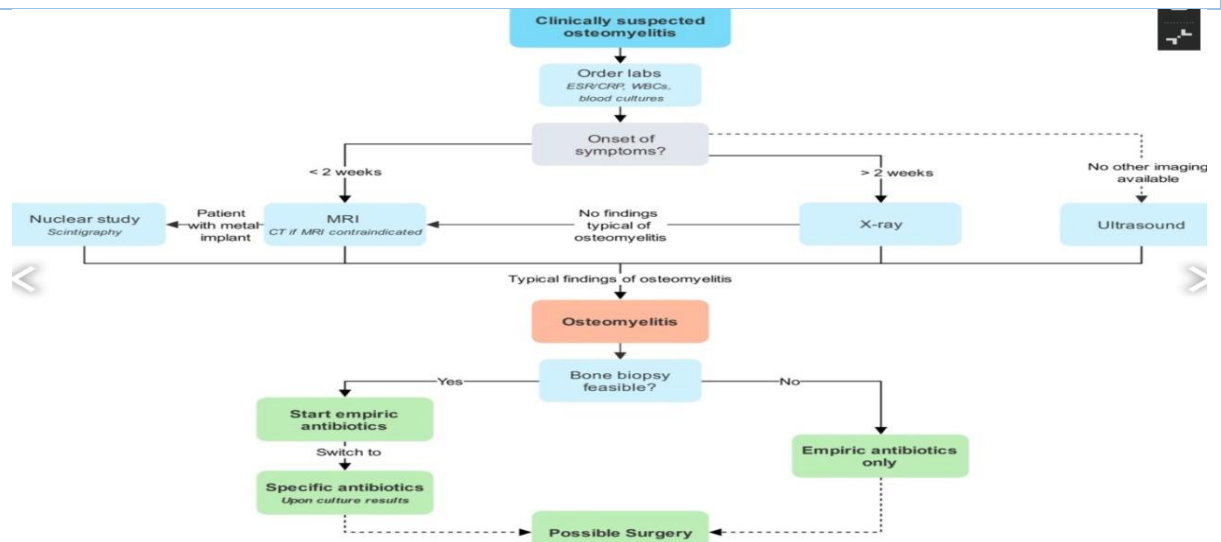 Clinically suspected
osteomyelitis
Order labs
ESR/CRP, WBCs,
blood cultures
Onset of
symptoms?
< 2 weeks
> 2 weeks
No other imaging
available
Nuclear study
Scintigraphy
Patient
with metal
implant
MRI
CT if MRI contraindicated
No findings
typical of
osteomyelitis
X-ray
Ultrasound
Typical findings of osteomyelitis
Osteomyelitis
Bone biopsy
feasible?
Yes
No
Start empiric
antibiotics
Switch to
Specific antibiotics
Upon culture results
Empiric antibiotics
only
Possible Surgery